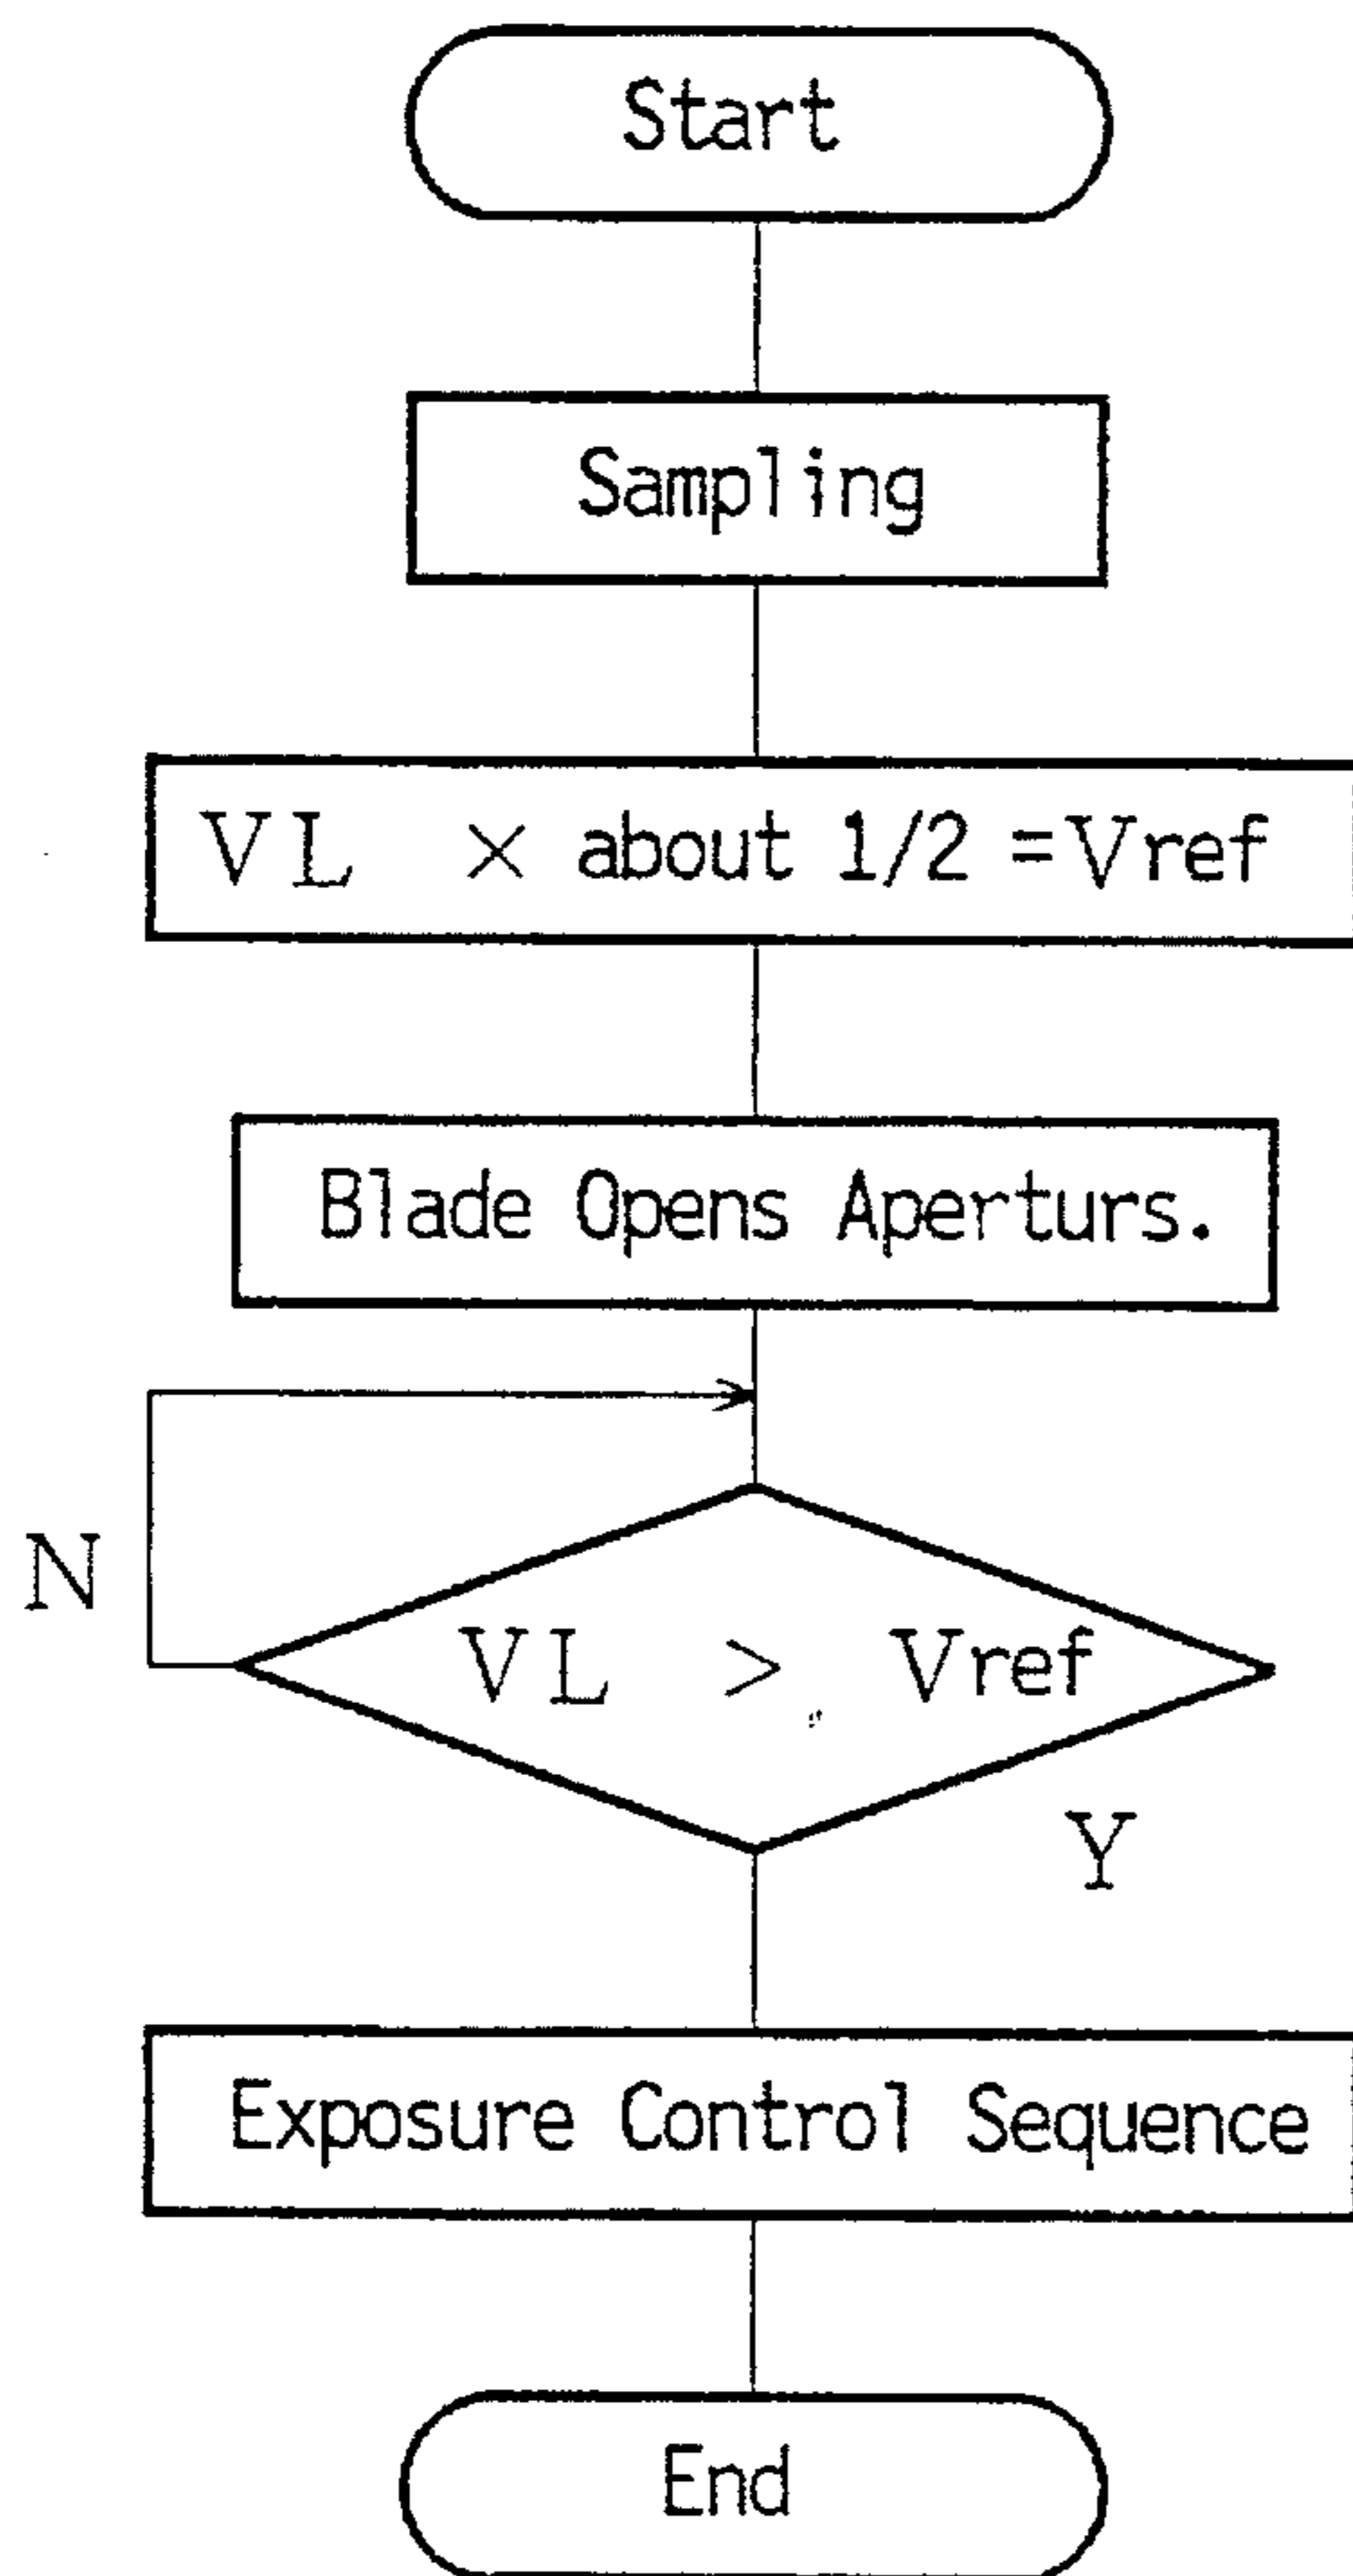 Start
Sampling
VL × about 1/2 =Vref
Blade Opens Aperturs.
N
VL > Vref
Y
Exposure Control Sequence
End